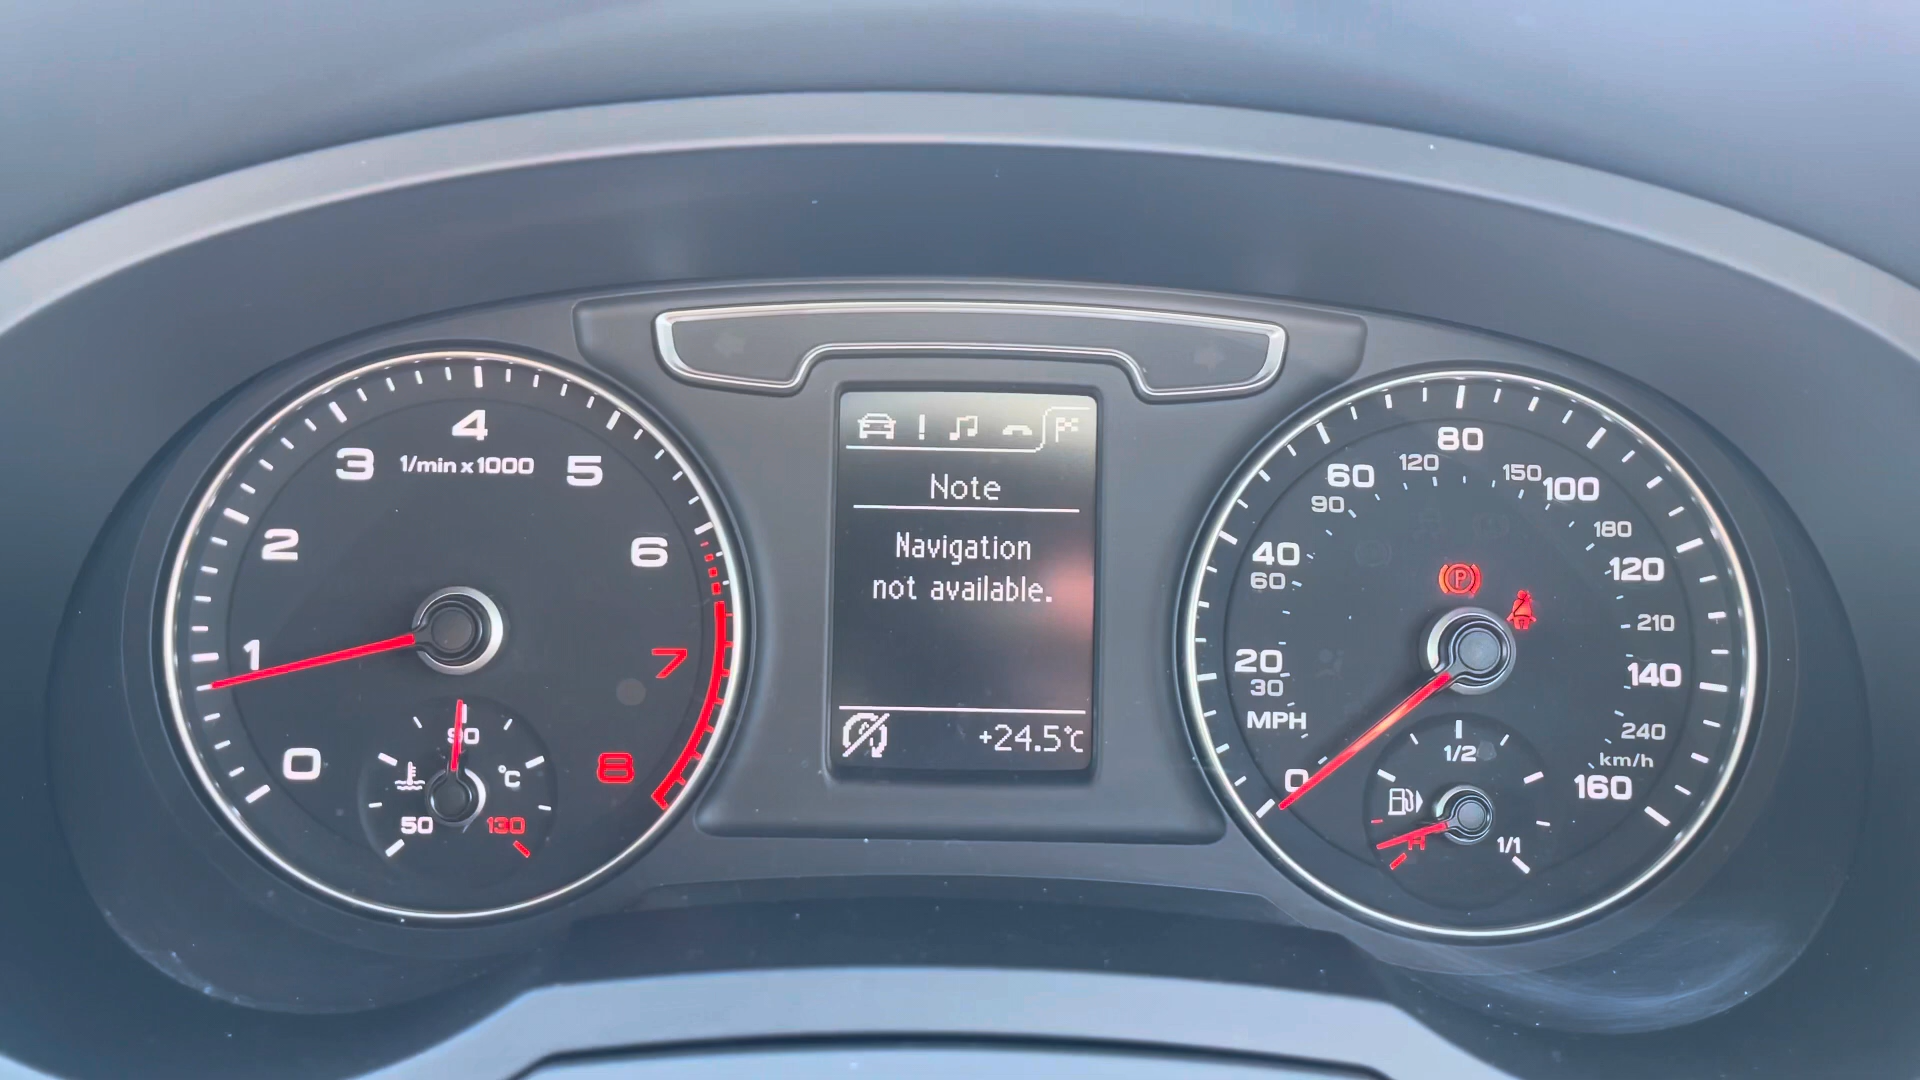 4
3 1/min x 1000 5
2 6
1 7
0 8
90
°C
50 130
Note
Navigation
not available.
+24.5°C
80
60 120 150 100
90 180
40 120
60
P
210
20 140
30
MPH 240
km/h
0 1/2 160
1/1